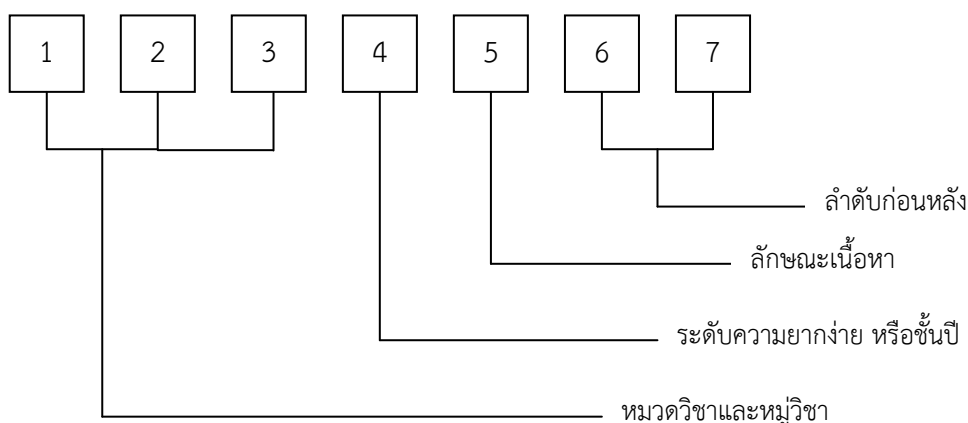 1 2 3 4 5 6 7
ลำดับก่อนหลัง
ลักษณะเนื้อหา
ระดับความยากง่าย หรือชั้นปี
หมวดวิชาและหมู่วิชา